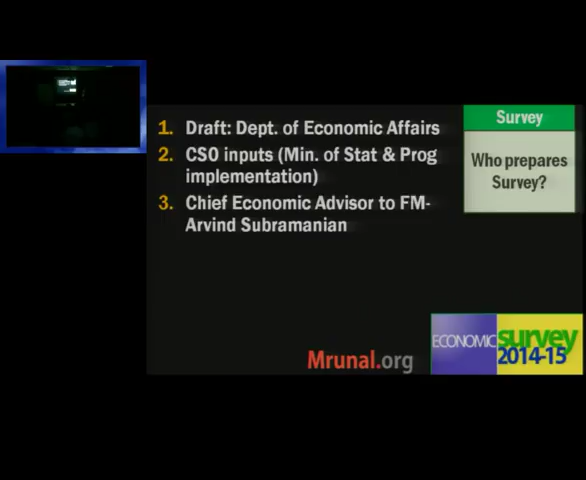 1. Draft: Dept. of Economic Affairs
2. CSO inputs (Min. of Stat & Prog
implementation)
3. Chief Economic Advisor to FM-
Arvind Subramanian
Survey
Who prepares
Survey?
Mrunal.org
ECONOMIC survey
2014-15